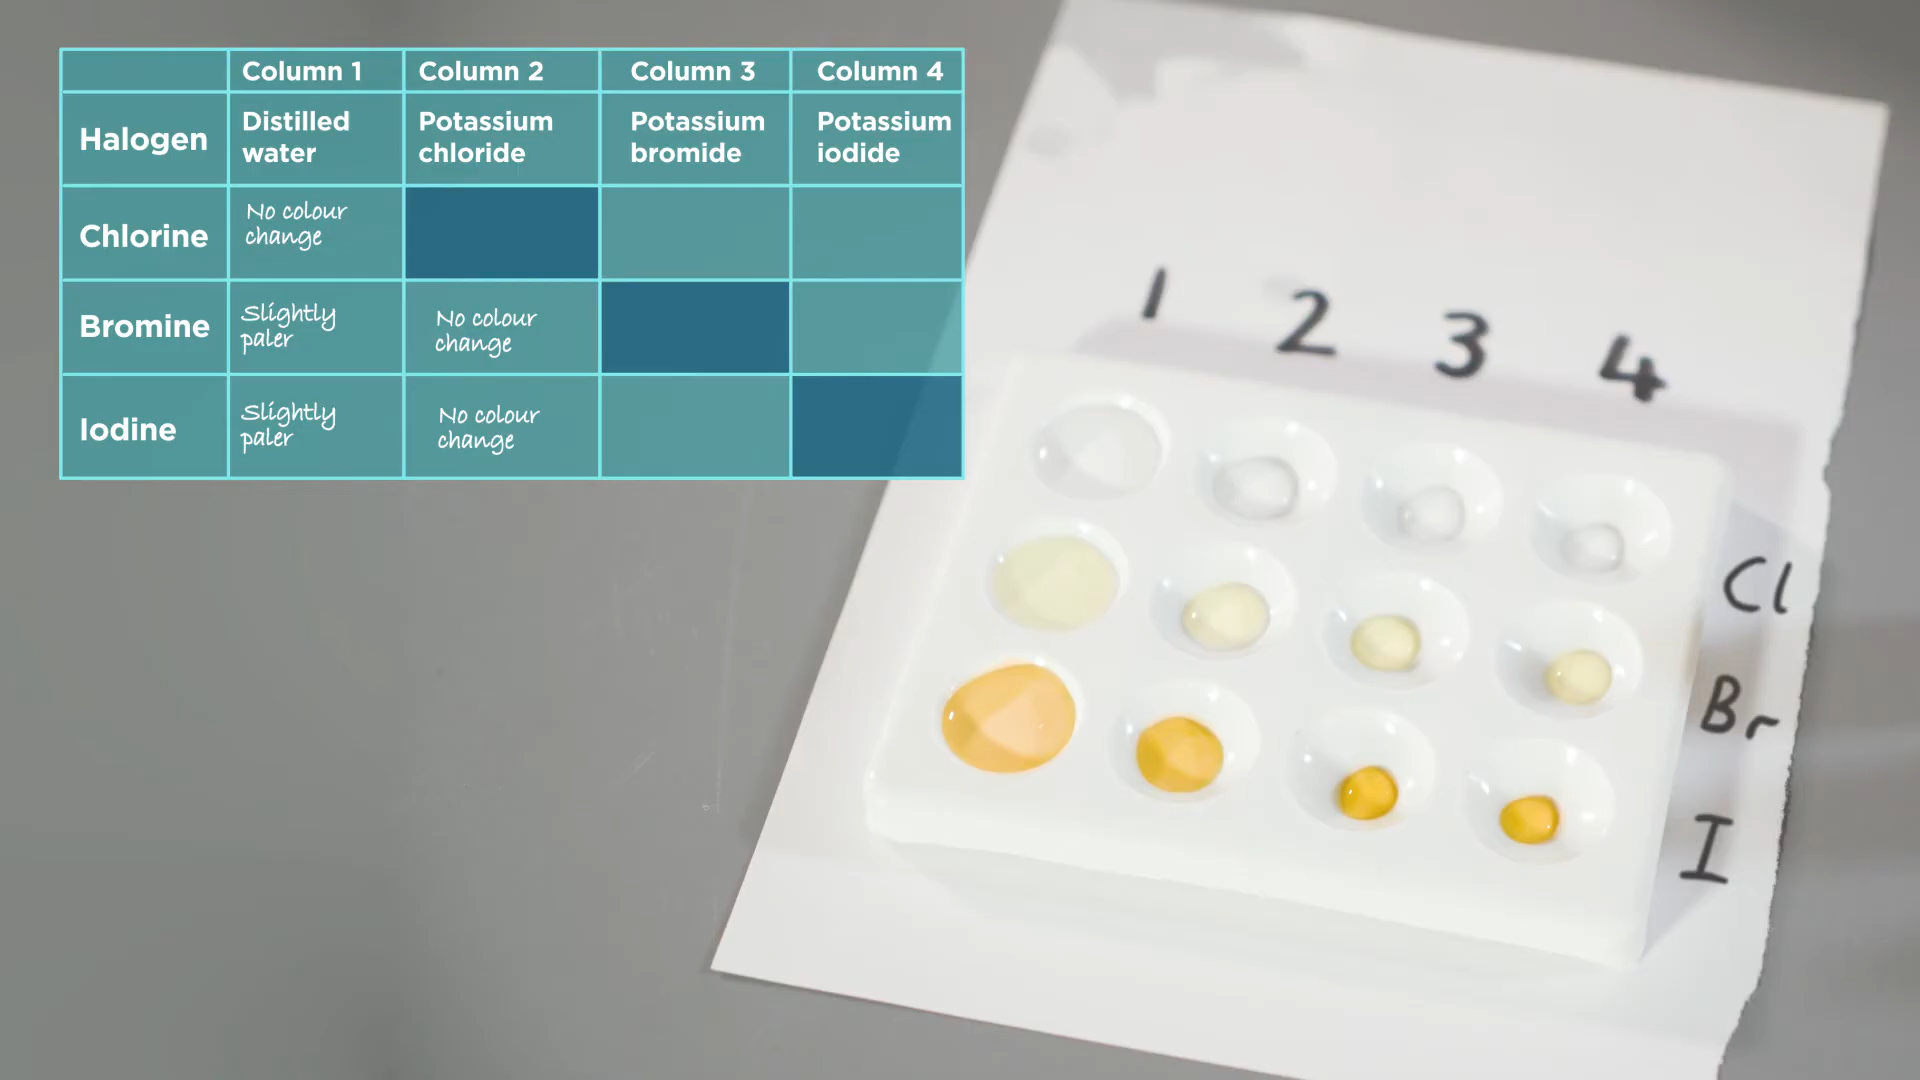 Column 1 Column 2 Column 3 Column 4
Halogen Distilled water Potassium chloride Potassium bromide Potassium iodide
Chlorine No colour change
Bromine Slightly paler No colour change
Iodine Slightly paler No colour change
1 2 3 4
Cl
Br
I